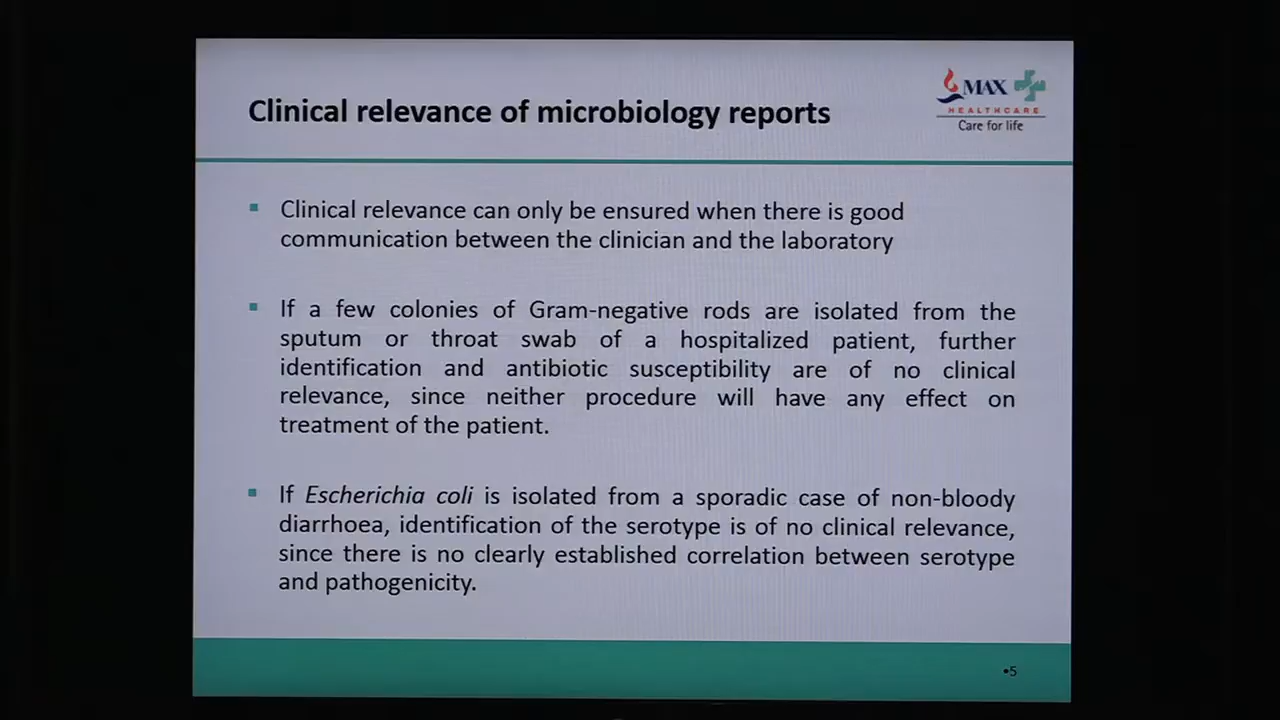 Clinical relevance of microbiology reports
MAX
HEALTHCARE
Care for life
▪ Clinical relevance can only be ensured when there is good
communication between the clinician and the laboratory
▪ If a few colonies of Gram-negative rods are isolated from the
sputum or throat swab of a hospitalized patient, further
identification and antibiotic susceptibility are of no clinical
relevance, since neither procedure will have any effect on
treatment of the patient.
▪ If Escherichia coli is isolated from a sporadic case of non-bloody
diarrhoea, identification of the serotype is of no clinical relevance,
since there is no clearly established correlation between serotype
and pathogenicity.
•5